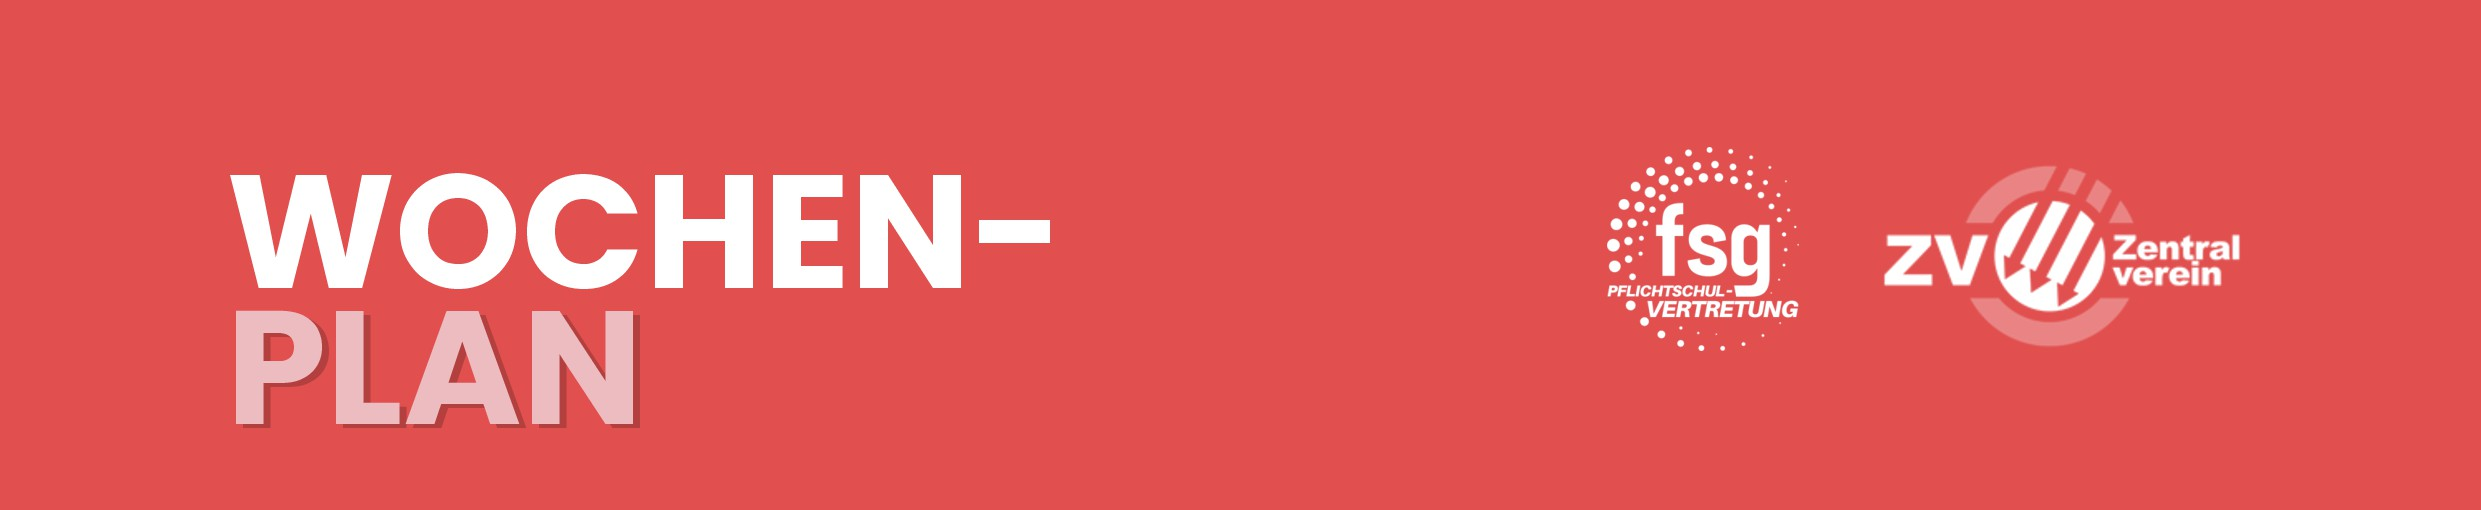 WOCHEN-
PLAN
fsg
PFLICHTSCHUL-
VERTRETUNG
ZV
Zentral
verein